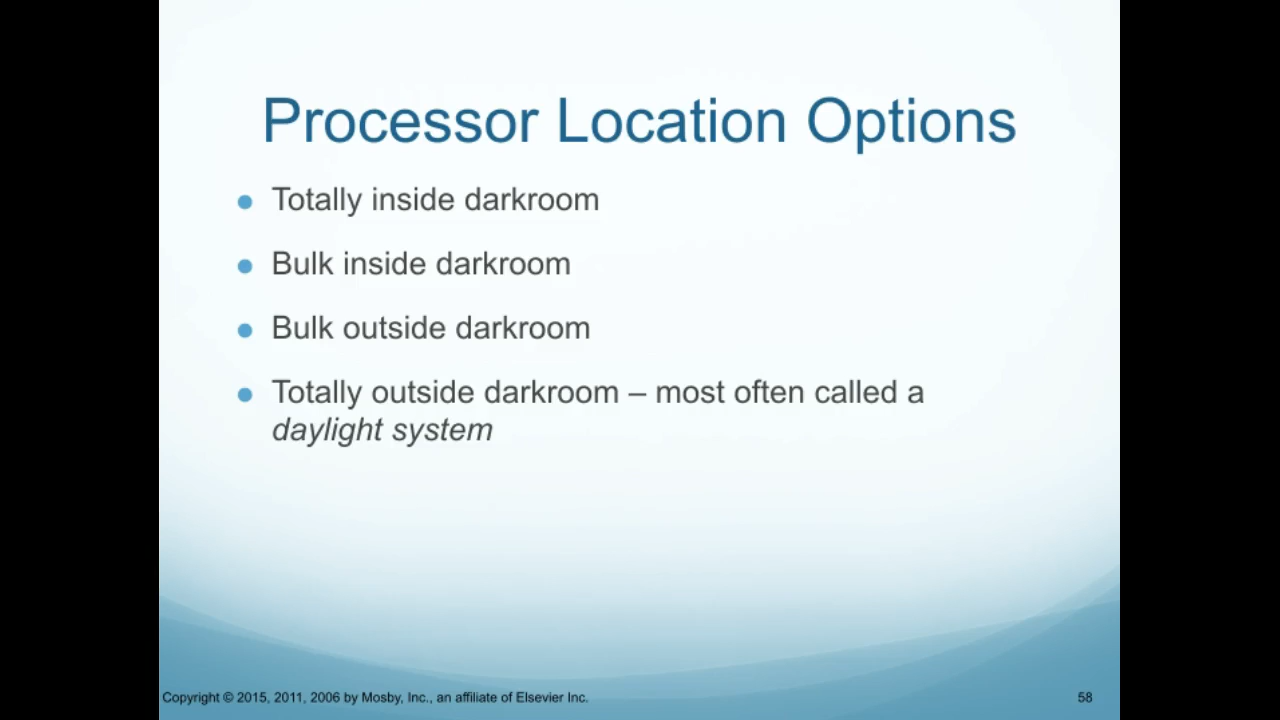 Processor Location Options
● Totally inside darkroom
● Bulk inside darkroom
● Bulk outside darkroom
● Totally outside darkroom – most often called a
daylight system
Copyright © 2015, 2011, 2006 by Mosby, Inc., an affiliate of Elsevier Inc.
58